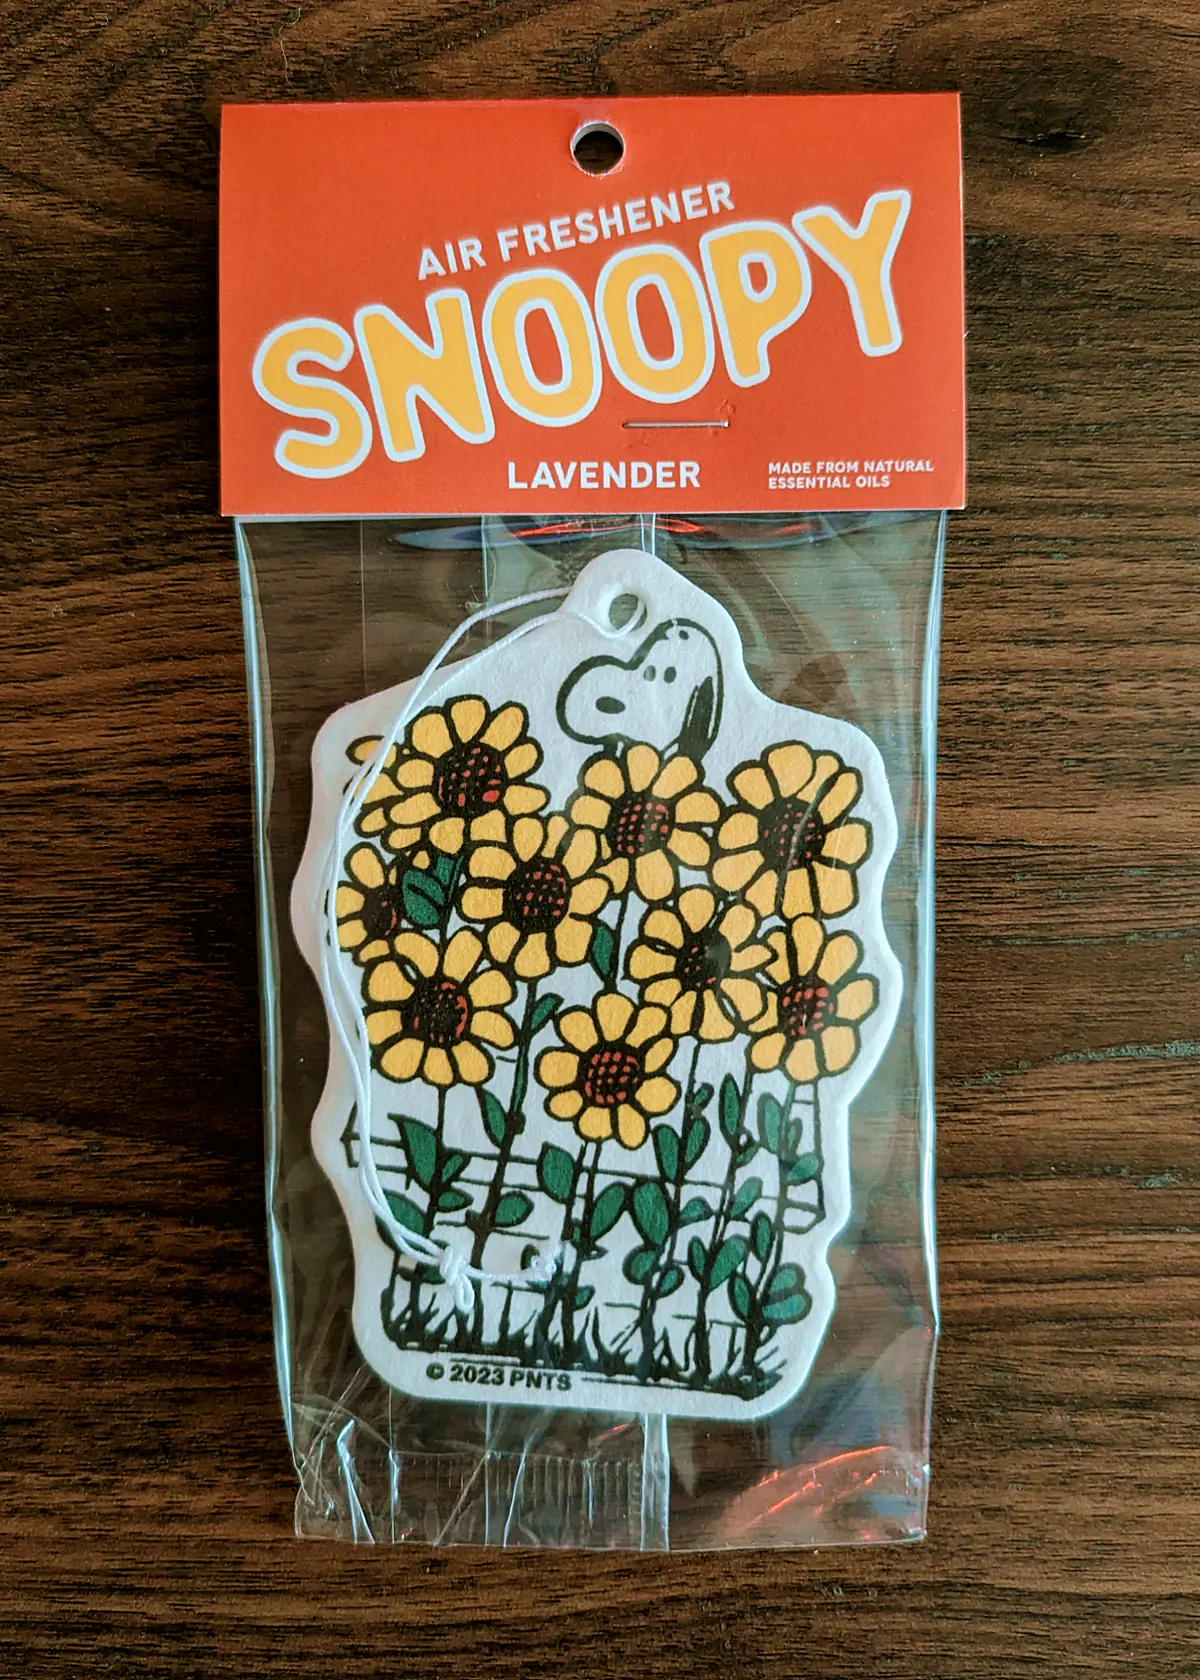 AIR FRESHENER
SNOOPY
LAVENDER
MADE FROM NATURAL
ESSENTIAL OILS
© 2023 PNTS